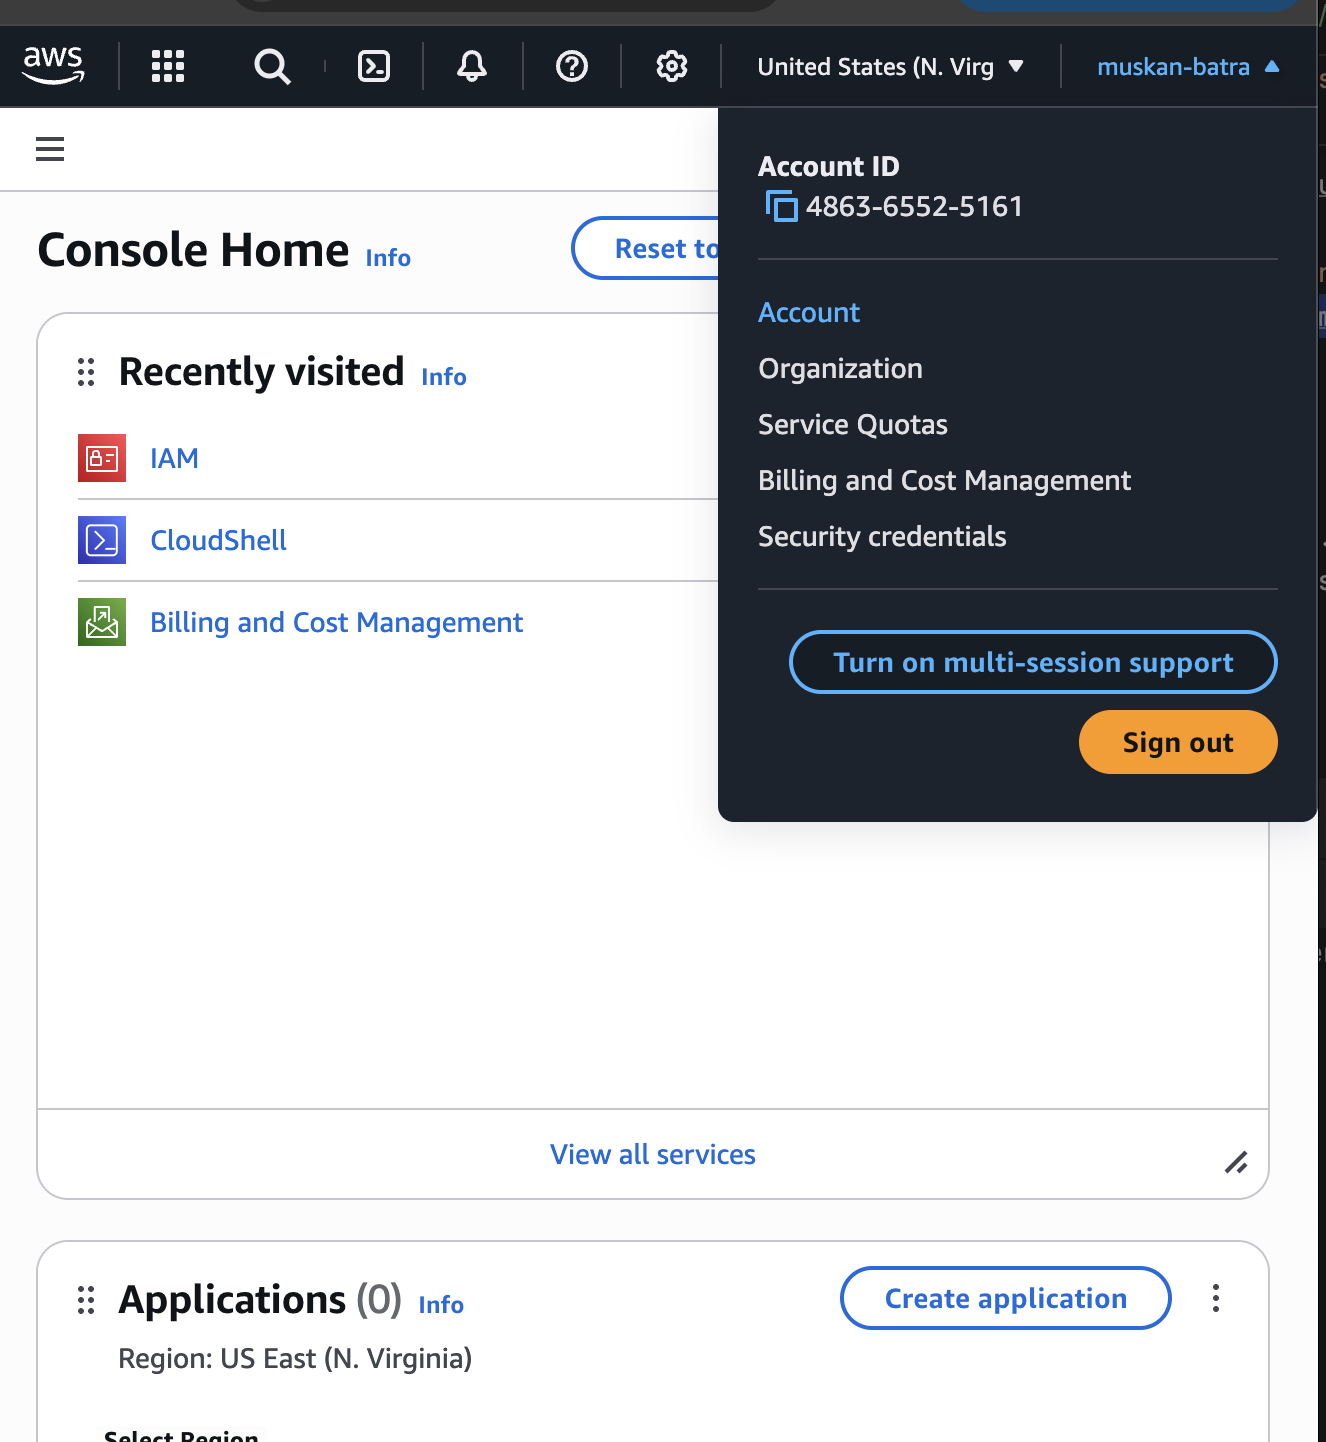 aws
United States (N. Virg
muskan-batra
Account ID
4863-6552-5161
Console Home Info
Reset to
Account
Organization
Service Quotas
Billing and Cost Management
Security credentials
Turn on multi-session support
Sign out
Recently visited Info
IAM
CloudShell
Billing and Cost Management
View all services
Applications (0) Info
Create application
Region: US East (N. Virginia)
Select Region